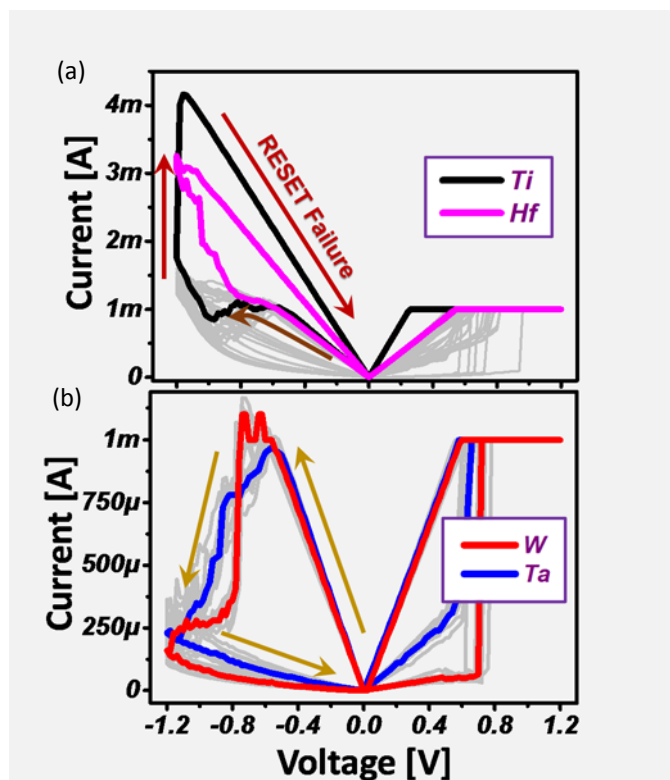 (a)
4m
3m
2m
1m
0
Current [A]
RESET Failure
Ti
Hf
(b)
1m
750μ
500μ
250μ
0
Current [A]
W
Ta
-1.2 -0.8 -0.4 0.0 0.4 0.8 1.2
Voltage [V]